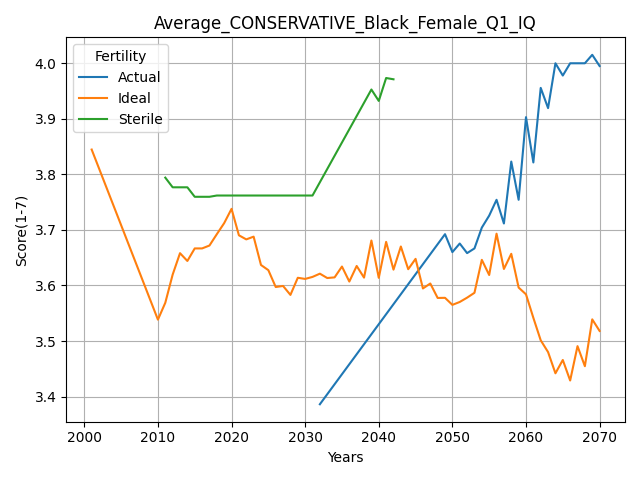 Average_CONSERVATIVE_Black_Female_Q1_IQ
Fertility
Actual
Ideal
Sterile
Score(1-7)
4.0
3.9
3.8
3.7
3.6
3.5
3.4
2000 2010 2020 2030 2040 2050 2060 2070
Years